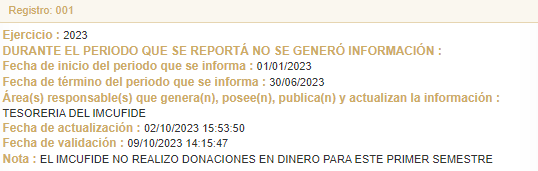 Registro: 001
Ejercicio : 2023
DURANTE EL PERIODO QUE SE REPORTÁ NO SE GENERÓ INFORMACIÓN :
Fecha de inicio del periodo que se informa : 01/01/2023
Fecha de término del periodo que se informa : 30/06/2023
Área(s) responsable(s) que genera(n), posee(n), publica(n) y actualizan la información :
TESORERIA DEL IMCUFIDE
Fecha de actualización : 02/10/2023 15:53:50
Fecha de validación : 09/10/2023 14:15:47
Nota : EL IMCUFIDE NO REALIZO DONACIONES EN DINERO PARA ESTE PRIMER SEMESTRE